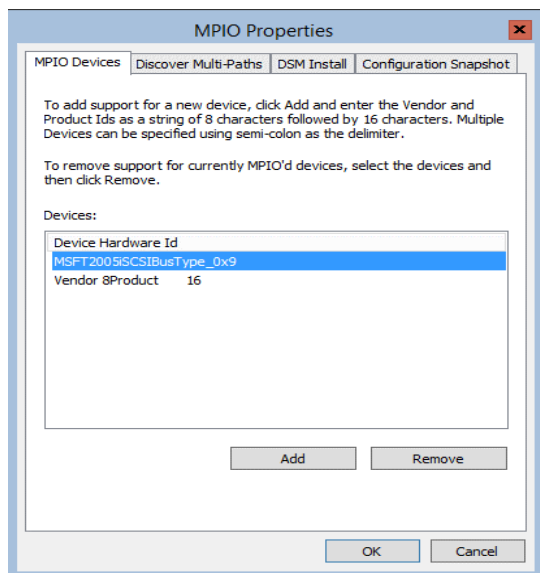 MPIO Properties
MPIO Devices Discover Multi-Paths DSM Install Configuration Snapshot
To add support for a new device, click Add and enter the Vendor and
Product Ids as a string of 8 characters followed by 16 characters. Multiple
Devices can be specified using semi-colon as the delimiter.
To remove support for currently MPIO'd devices, select the devices and
then click Remove.
Devices:
Device Hardware Id
MSFT2005iSCSIBusType_0x9
Vendor 8Product 16
Add Remove
OK Cancel